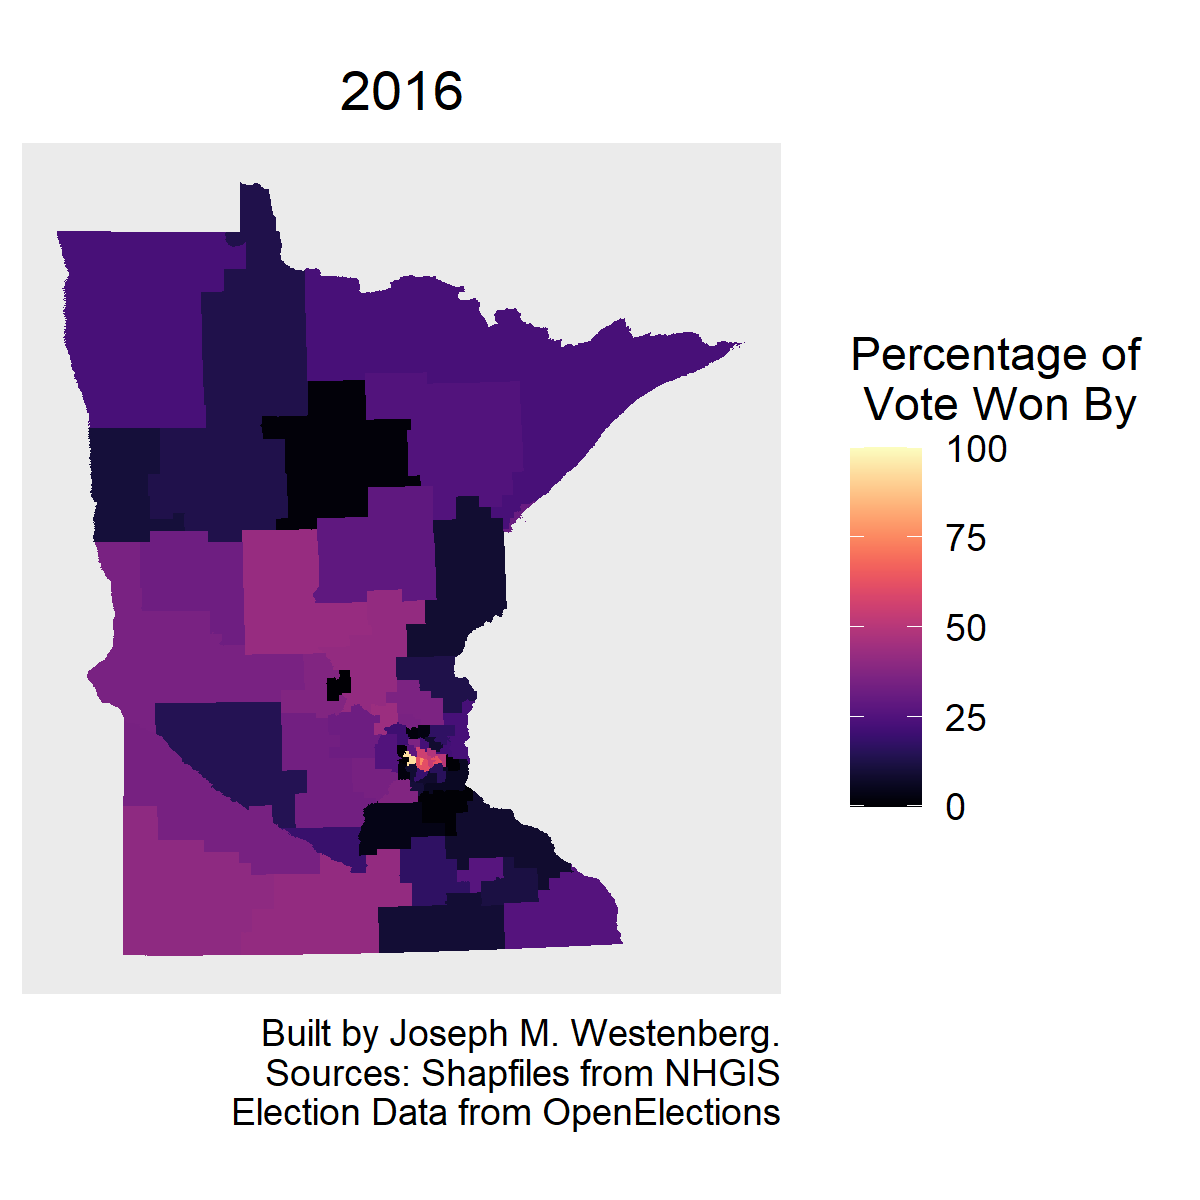 2016
Percentage of
Vote Won By
100
75
50
25
0
Built by Joseph M. Westenberg.
Sources: Shapfiles from NHGIS
Election Data from OpenElections